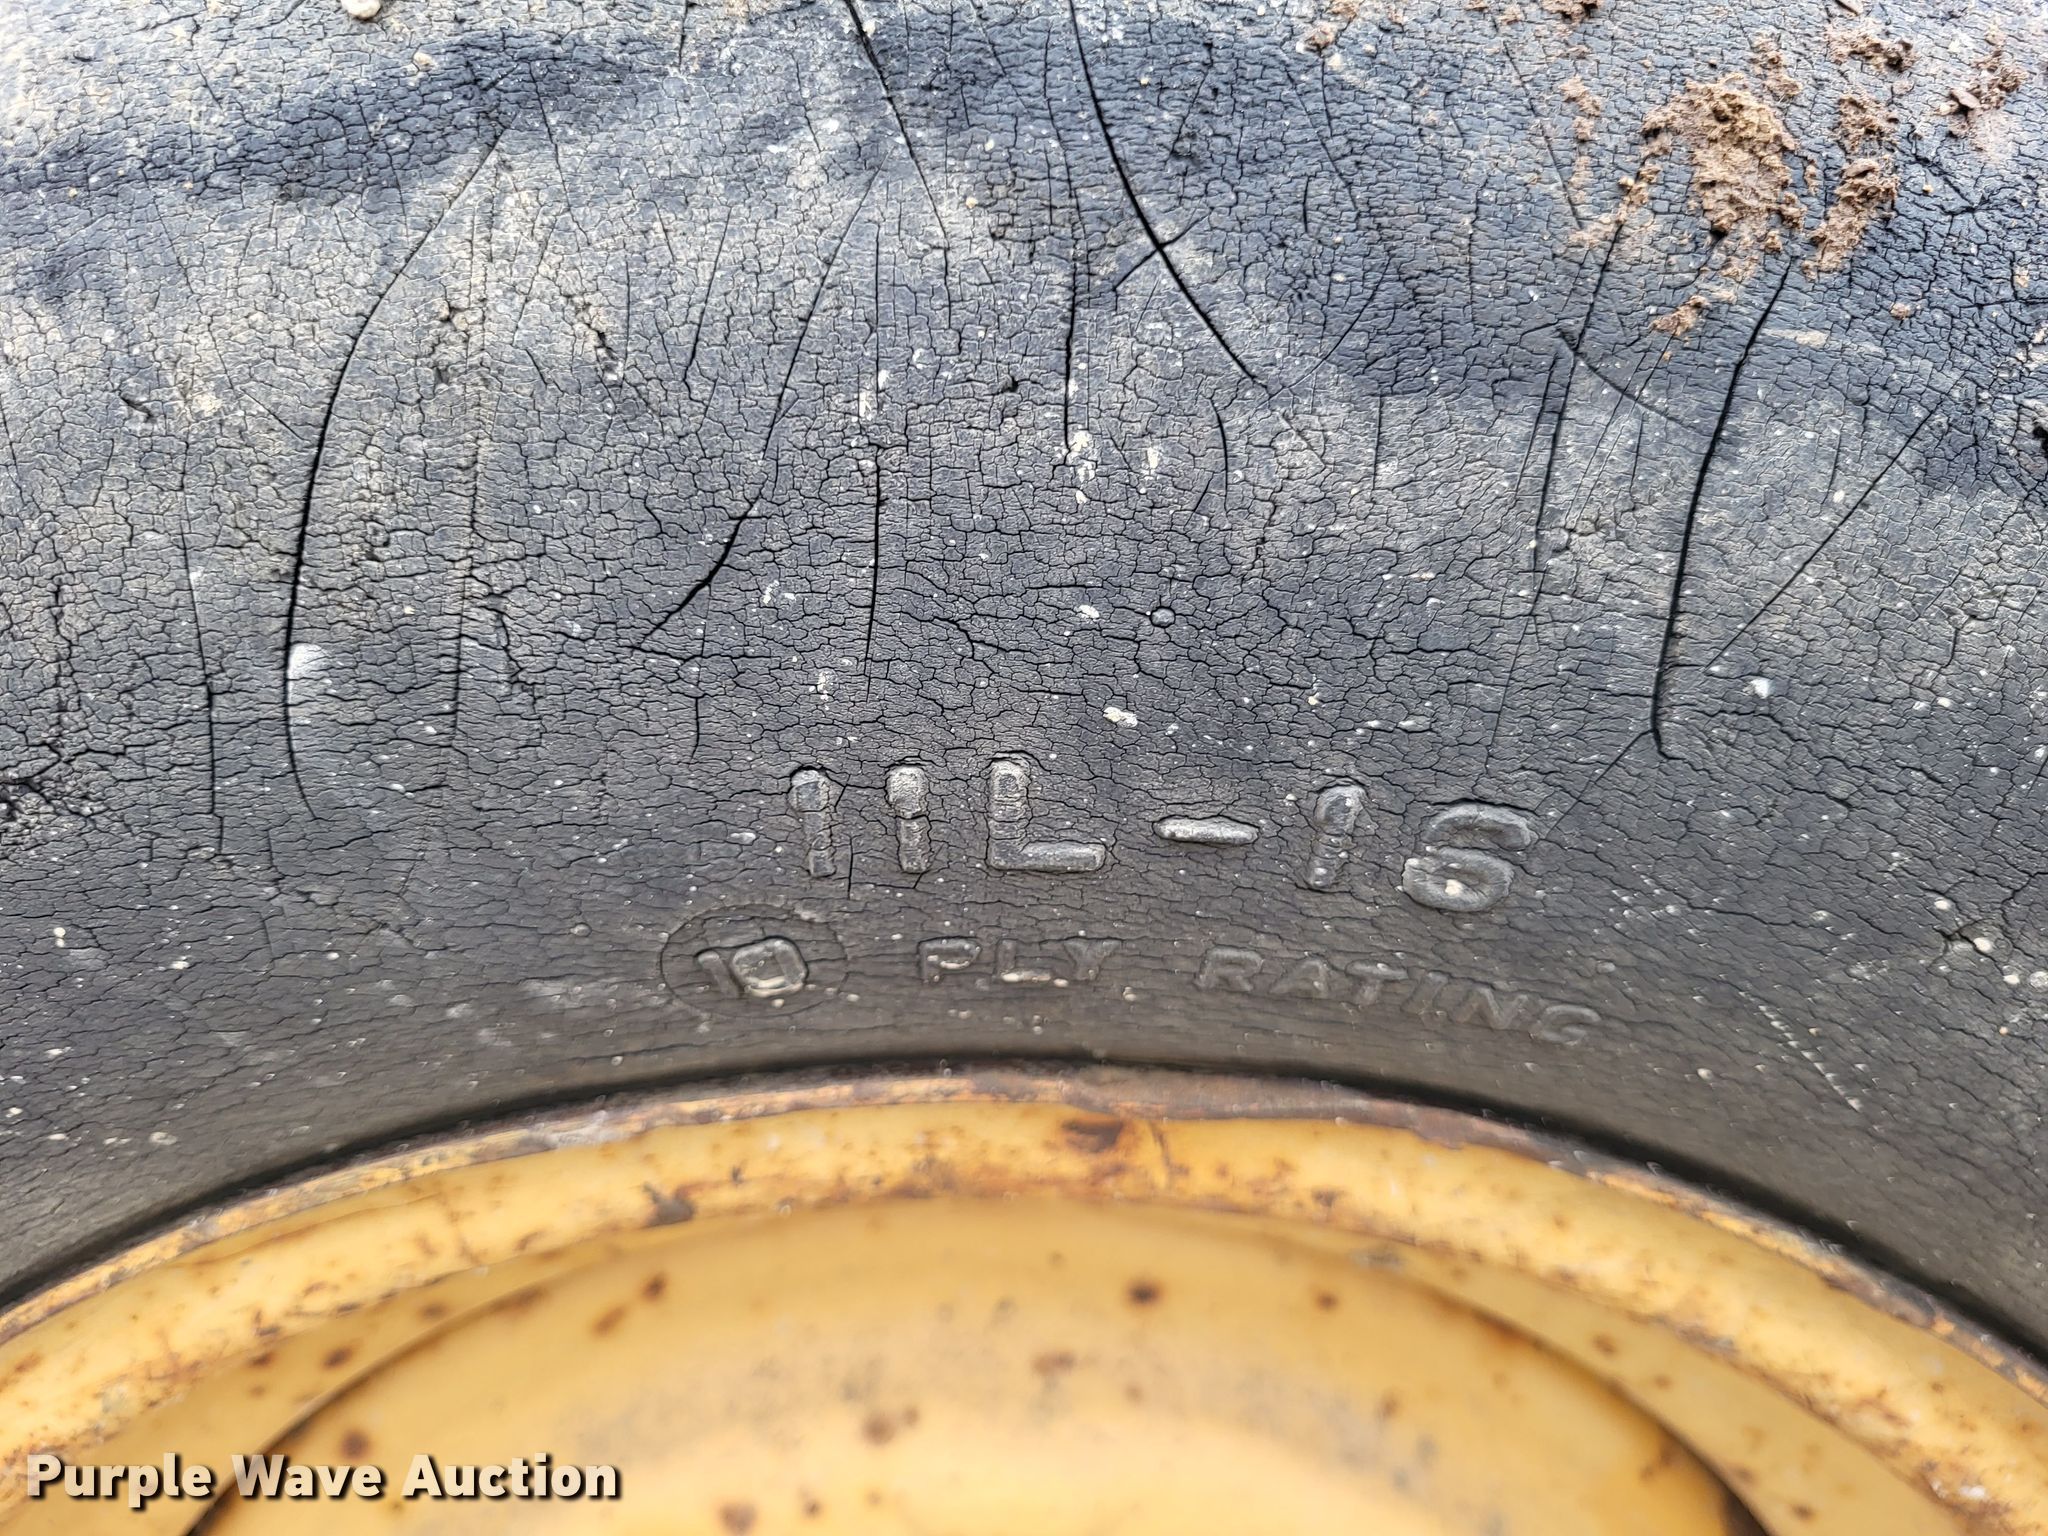 11L-16
10 PLY RATING
Purple Wave Auction